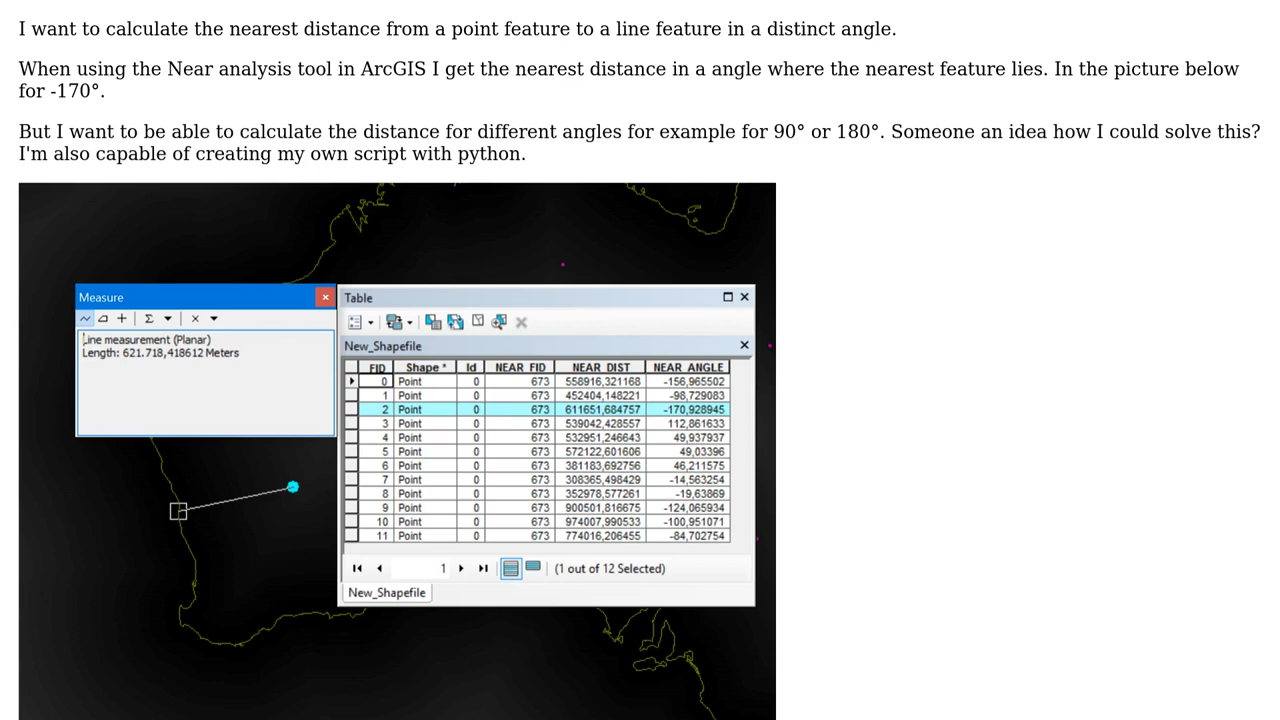 I want to calculate the nearest distance from a point feature to a line feature in a distinct angle.
When using the Near analysis tool in ArcGIS I get the nearest distance in a angle where the nearest feature lies. In the picture below
for -170°.
But I want to be able to calculate the distance for different angles for example for 90° or 180°. Someone an idea how I could solve this?
I'm also capable of creating my own script with python.
Measure
Line measurement (Planar)
Length: 621.718,418612 Meters
Table
New_Shapefile
FID Shape * Id NEAR_FID NEAR_DIST NEAR_ANGLE
0 Point 0 673 558916,321168 -156,965502
1 Point 0 673 452404,148221 -98,729083
2 Point 0 673 611651,684757 -170,928945
3 Point 0 673 539042,428557 112,861633
4 Point 0 673 532951,246643 49,937937
5 Point 0 673 572122,601606 49,03396
6 Point 0 673 381183,692756 46,211575
7 Point 0 673 308365,498429 -14,563254
8 Point 0 673 352978,577261 -19,63869
9 Point 0 673 900501,816675 -124,065934
10 Point 0 673 974007,990533 -100,951071
11 Point 0 673 774016,206455 -84,702754
1 (1 out of 12 Selected)
New_Shapefile